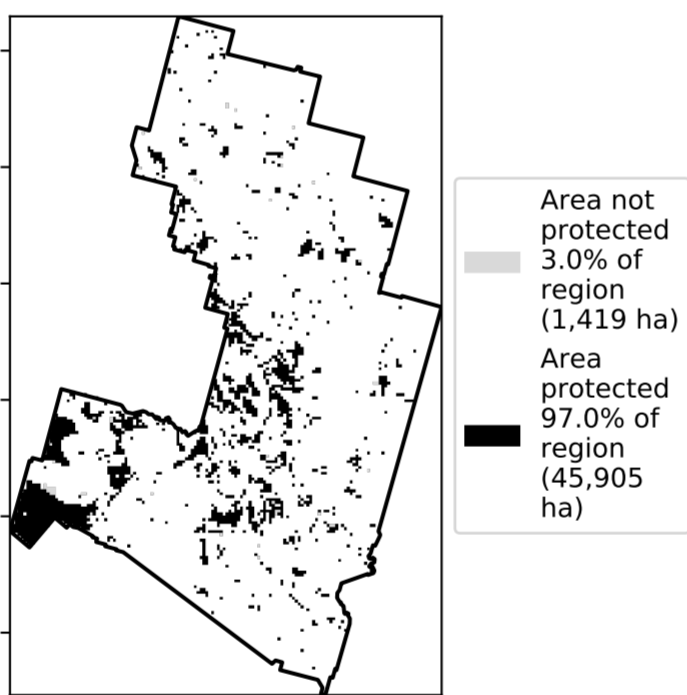 Area not
protected
3.0% of
region
(1,419 ha)
Area
protected
97.0% of
region
(45,905
ha)